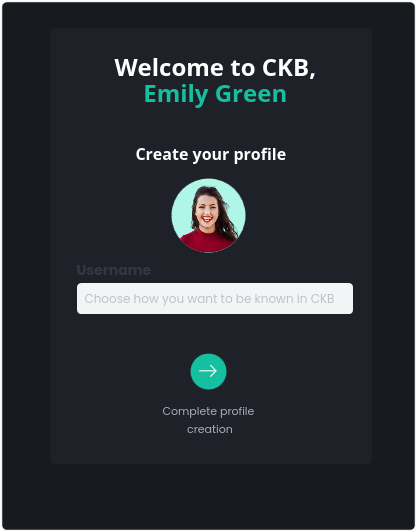 Welcome to CKB,
Emily Green
Create your profile
Username
Choose how you want to be known in CKB
Complete profile
creation